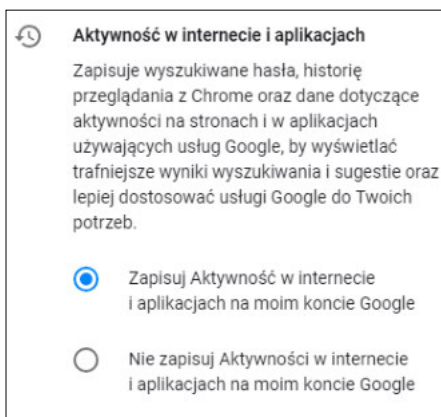 Aktywność w internecie i aplikacjach
Zapisuje wyszukiwane hasła, historię
przeglądania z Chrome oraz dane dotyczące
aktywności na stronach i w aplikacjach
używających usług Google, by wyświetlać
trafniejsze wyniki wyszukiwania i sugestie oraz
lepiej dostosować usługi Google do Twoich
potrzeb.
Zapisuj Aktywność w internecie
i aplikacjach na moim koncie Google
Nie zapisuj Aktywności w internecie
i aplikacjach na moim koncie Google